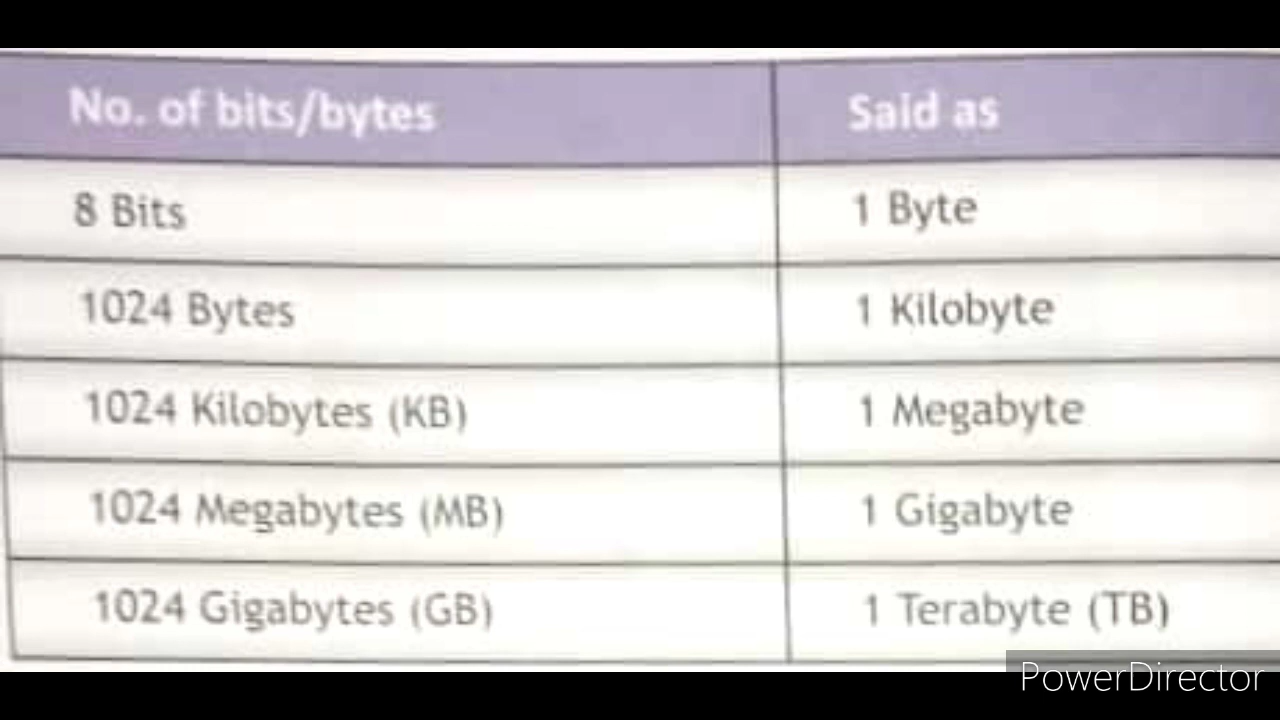 No. of bits/bytes Said as
8 Bits 1 Byte
1024 Bytes 1 Kilobyte
1024 Kilobytes (KB) 1 Megabyte
1024 Megabytes (MB) 1 Gigabyte
1024 Gigabytes (GB) 1 Terabyte (TB)
PowerDirector